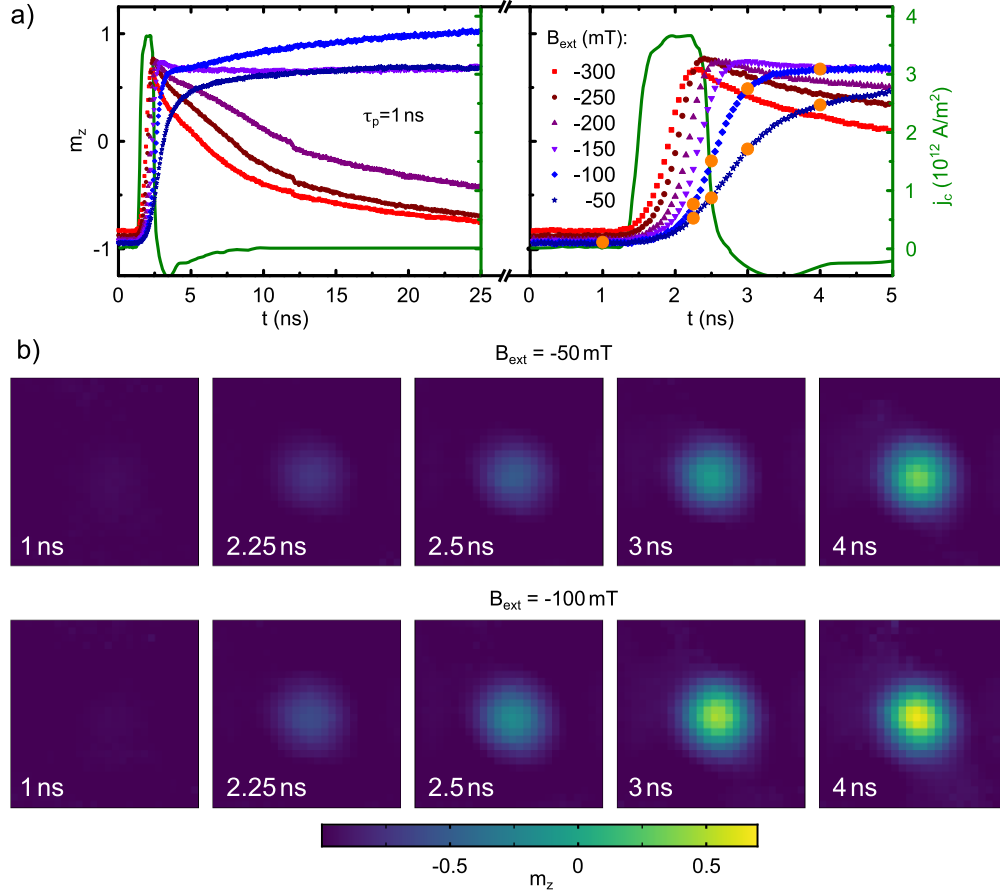 a)
B_ext (mT):
-300
-250
-200
-150
-100
-50
τ_p=1 ns
m_z
1
0
-1
0 5 10 15 20 25
t (ns)
0 1 2 3 4 5
t (ns)
4
3
2
1
0
j_c (10^12 A/m^2)
b)
B_ext = -50 mT
1 ns 2.25 ns 2.5 ns 3 ns 4 ns
B_ext = -100 mT
1 ns 2.25 ns 2.5 ns 3 ns 4 ns
-0.5 0 0.5
m_z